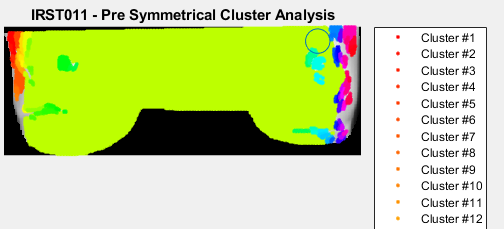 IRST011 - Pre Symmetrical Cluster Analysis
Cluster #1
Cluster #2
Cluster #3
Cluster #4
Cluster #5
Cluster #6
Cluster #7
Cluster #8
Cluster #9
Cluster #10
Cluster #11
Cluster #12